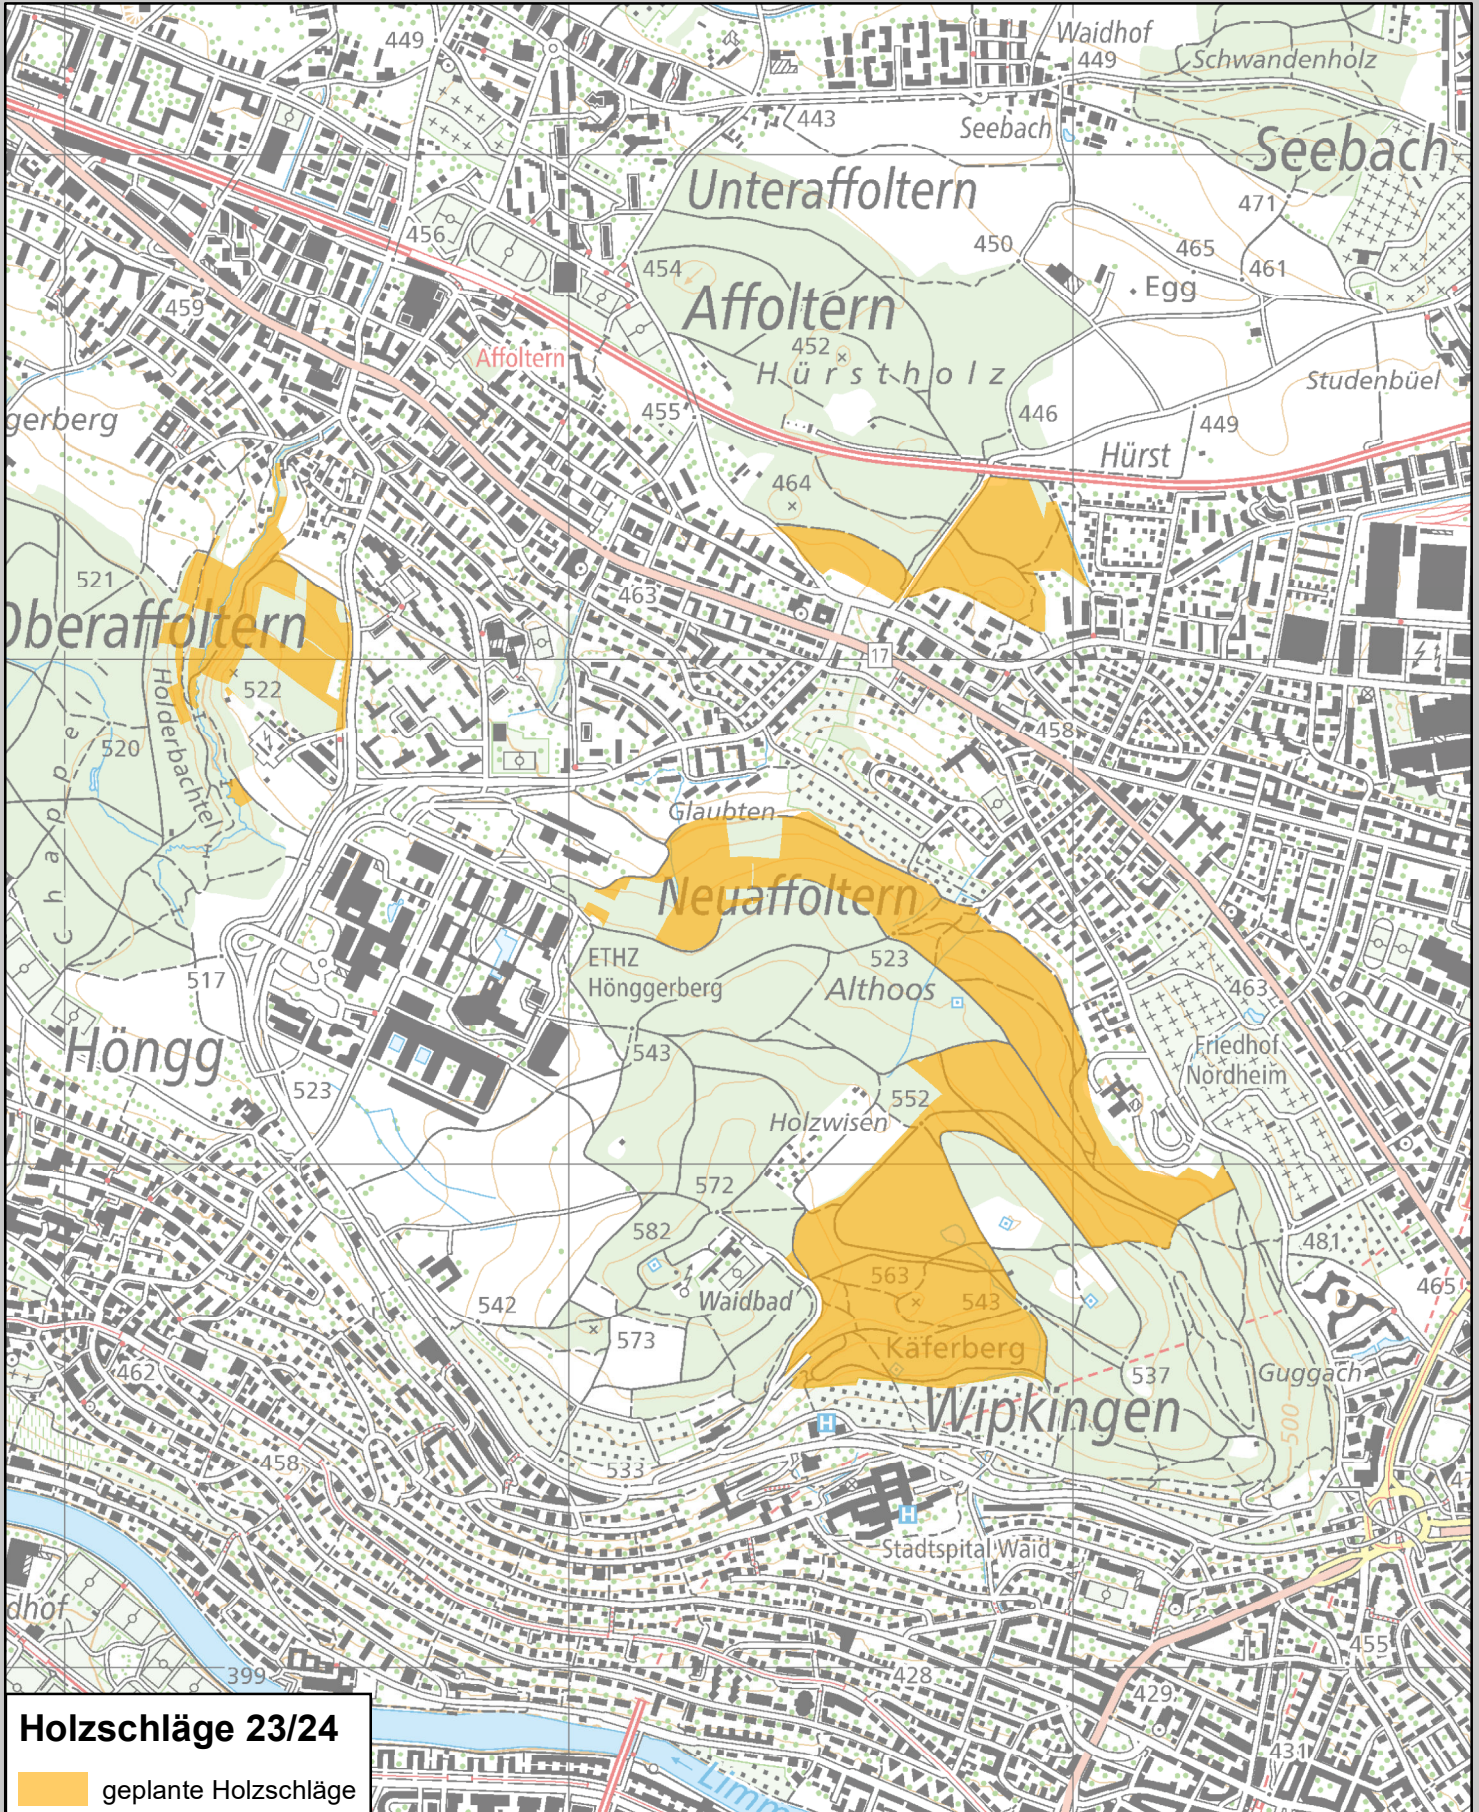 449
Waidhof
449
Schwandenholz
443
Seebach
Seebach
Unteraffoltern
471
456
450
465
454
461
Egg
459
Affoltern
452
Affoltern
Hürstholz
Studenbüel
gerberg
455
446
449
Hürst
464
521
463
Oberaffoltern
17
522
Holderbachtel
458
520
Chappeli
Glaubten
Neuaffoltern
ETHZ
Hönggerberg
523
517
Althoos
463
Höngg
543
Friedhof
Nordheim
523
552
Holzwisen
572
582
481
563
465
542
Waidbad
543
573
Käferberg
462
537
Guggach
Wipkingen
500
H
458
533
H
Stadtspital Waid
dhof
399
455
428
429
431
Limm
Holzschläge 23/24
geplante Holzschläge